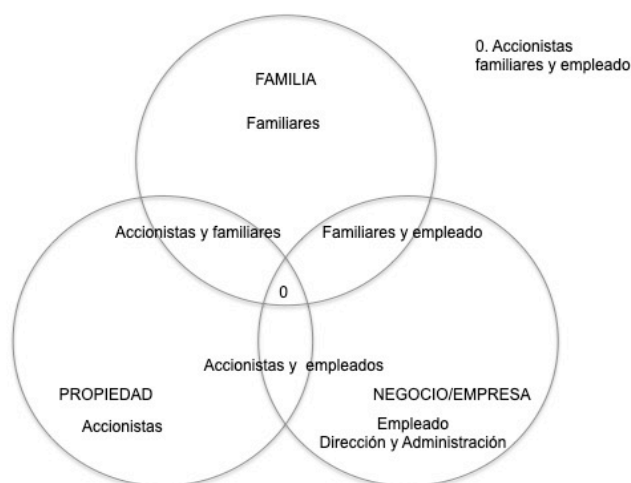 0. Accionistas
familiares y empleado
FAMILIA
Familiares
Accionistas y familiares
Familiares y empleado
0
Accionistas y empleados
PROPIEDAD
Accionistas
NEGOCIO/EMPRESA
Empleado
Dirección y Administración